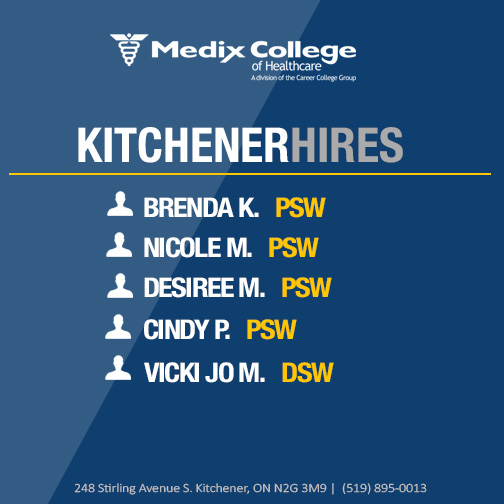 Medix College
of Healthcare
A division of the Career College Group
KITCHENERHIRES
BRENDA K. PSW
NICOLE M. PSW
DESIREE M. PSW
CINDY P. PSW
VICKI JO M. DSW
248 Stirling Avenue S. Kitchener, ON N2G 3M9 | (519) 895-0013